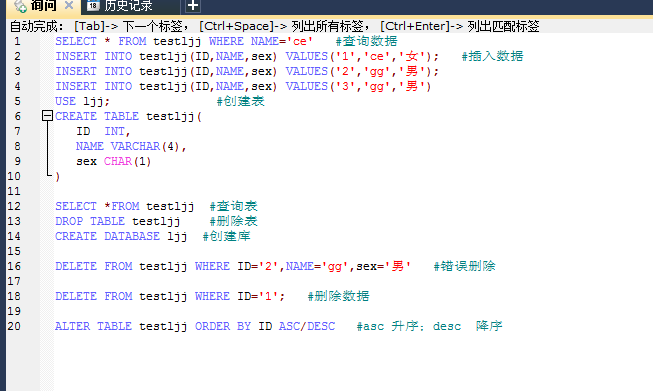 询问 历史记录
自动完成： [Tab]-> 下一个标签， [Ctrl+Space]-> 列出所有标签， [Ctrl+Enter]-> 列出匹配标签
1 SELECT * FROM testljj WHERE NAME='ce' #查询数据
2 INSERT INTO testljj(ID,NAME,sex) VALUES('1','ce','女'); #插入数据
3 INSERT INTO testljj(ID,NAME,sex) VALUES('2','gg','男');
4 INSERT INTO testljj(ID,NAME,sex) VALUES('3','gg','男')
5 USE ljj; #创建表
6 CREATE TABLE testljj(
7 ID INT,
8 NAME VARCHAR(4),
9 sex CHAR(1)
10 )
11
12 SELECT *FROM testljj #查询表
13 DROP TABLE testljj #删除表
14 CREATE DATABASE ljj #创建库
15
16 DELETE FROM testljj WHERE ID='2',NAME='gg',sex='男' #错误删除
17
18 DELETE FROM testljj WHERE ID='1'; #删除数据
19
20 ALTER TABLE testljj ORDER BY ID ASC/DESC #asc 升序；desc 降序